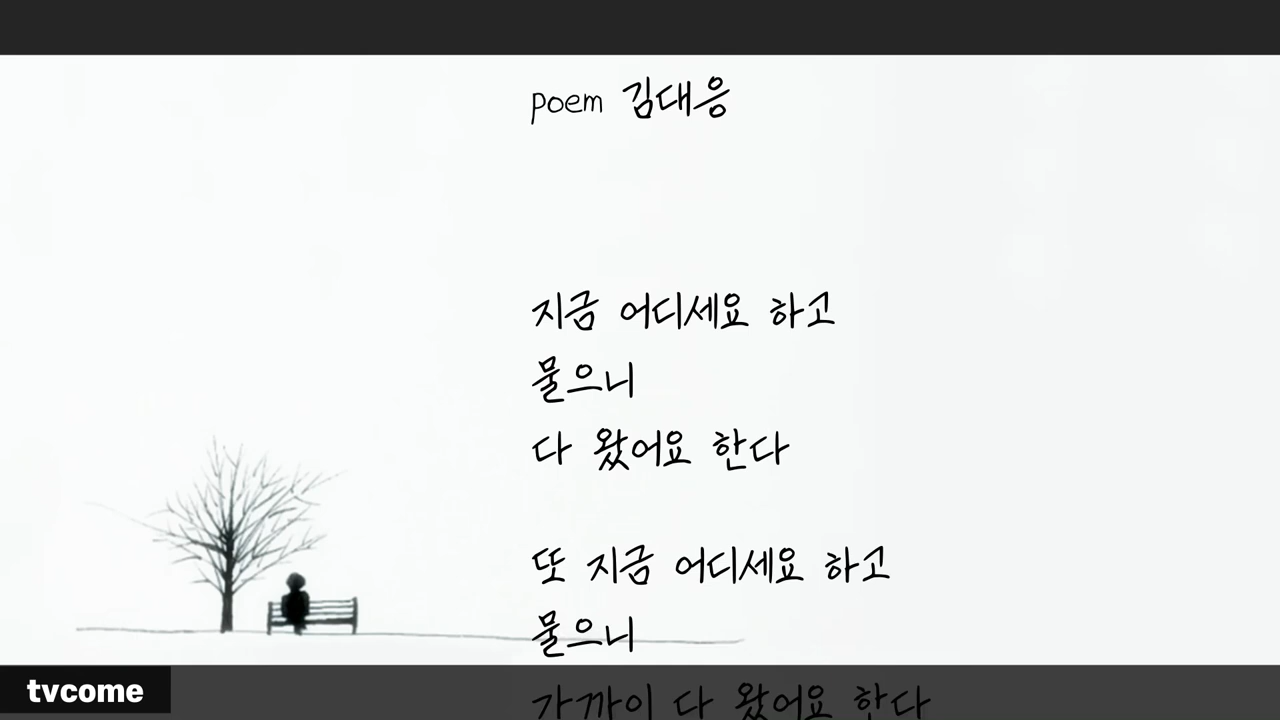 poem 김대응
지금 어디세요 하고
물으니
다 왔어요 한다
또 지금 어디세요 하고
물으니
가까이 다 왔어요 한다
tvcome